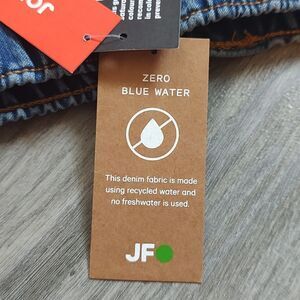 ZERO
BLUE WATER
This denim fabric is made
using recycled water and
no freshwater is used.
JF